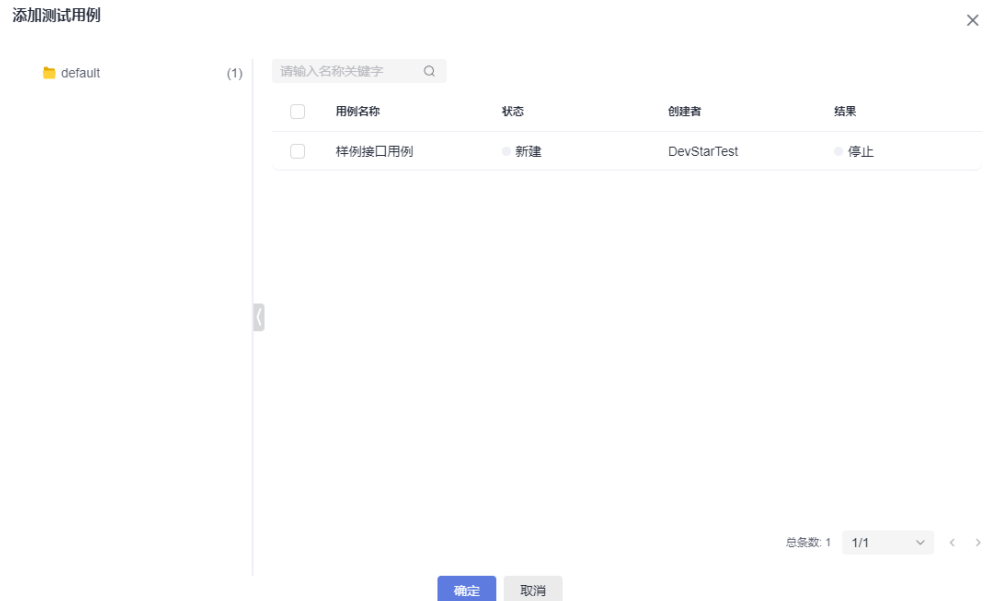 添加测试用例
default (1)
请输入名称关键字
用例名称 状态 创建者 结果
样例接口用例 新建 DevStarTest 停止
总条数: 1 1/1
确定 取消